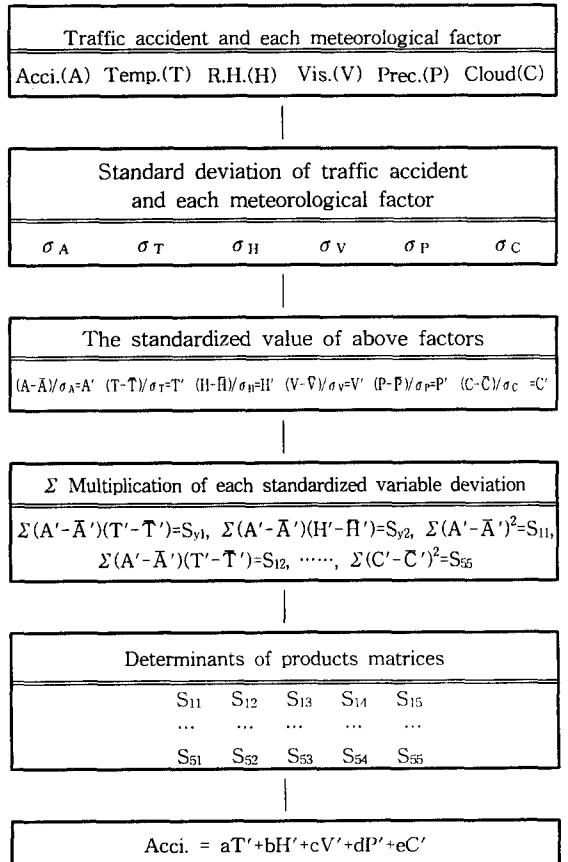 Traffic accident and each meteorological factor
Acci.(A) Temp.(T) R.H.(H) Vis.(V) Prec.(P) Cloud(C)
Standard deviation of traffic accident
and each meteorological factor
σA σT σH σV σP σC
The standardized value of above factors
(A-Ā)/σA=A′ (T-T̄)/σT=T′ (H-H̄)/σH=H′ (V-V̄)/σV=V′ (P-P̄)/σP=P′ (C-C̄)/σC =C′
Σ Multiplication of each standardized variable deviation
Σ(A′-Ā′)(T′-T̄′)=Sy1, Σ(A′-Ā′)(H′-H̄′)=Sy2, Σ(A′-Ā′)²=S11,
Σ(A′-Ā′)(T′-T̄′)=S12, ⋯⋯, Σ(C′-C̄′)²=S55
Determinants of products matrices
S11 S12 S13 S14 S15
... ... ... ... ...
S51 S52 S53 S54 S55
Acci. = aT′+bH′+cV′+dP′+eC′